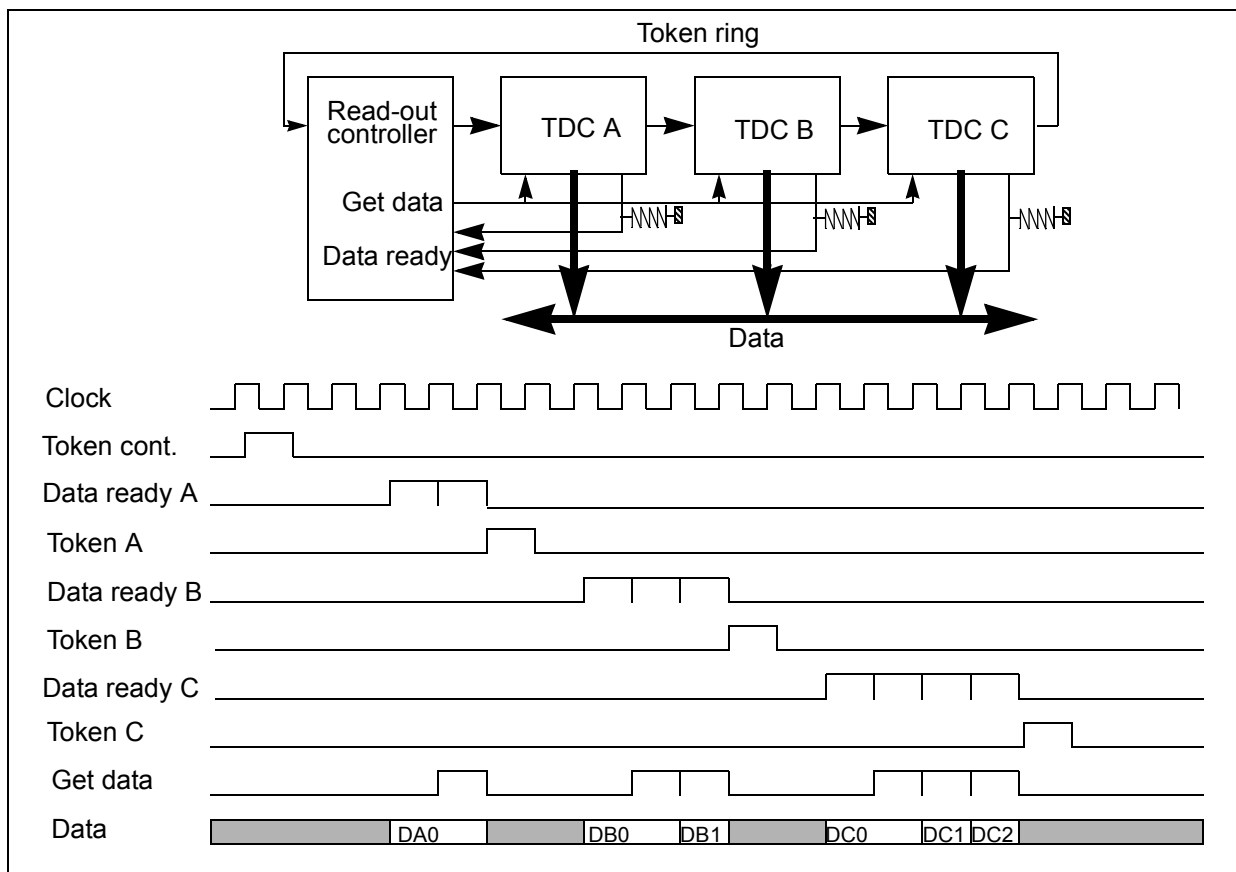 Token ring
Read-out
controller
TDC A
TDC B
TDC C
Get data
Data ready
Data
Clock
Token cont.
Data ready A
Token A
Data ready B
Token B
Data ready C
Token C
Get data
Data
DA0
DB0
DB1
DC0
DC1
DC2